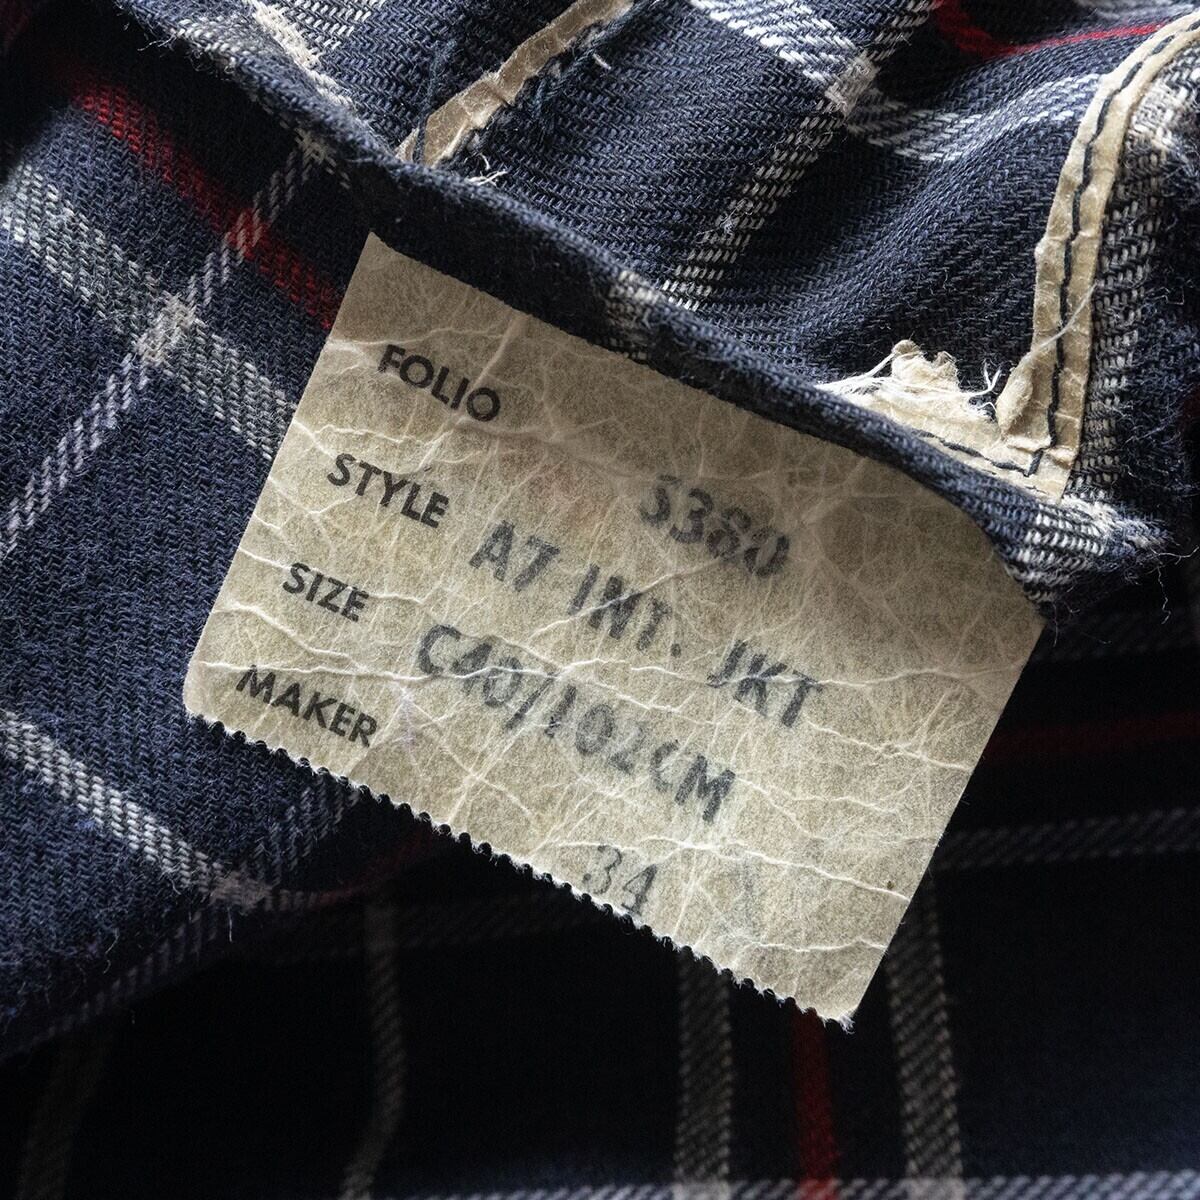 FOLIO 5380
STYLE A7 INT. JKT
SIZE C40/102CM
MAKER 34